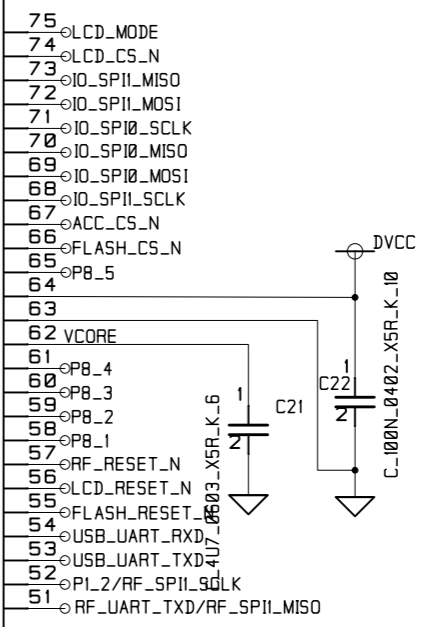 75 LCD_MODE
74 LCD_CS_N
73 IO_SPI1_MISO
72 IO_SPI1_MOSI
71 IO_SPI0_SCLK
70 IO_SPI0_MISO
69 IO_SPI0_MOSI
68 IO_SPI1_SCLK
67 ACC_CS_N
66 FLASH_CS_N
65 P8_5
64
63
62 VCORE
61 P8_4
60 P8_3
59 P8_2
58 P8_1
57 RF_RESET_N
56 LCD_RESET_N
55 FLASH_RESET_
54 USB_UART_RXD
53 USB_UART_TXD
52 P1_2/RF_SPI1_SCLK
51 RF_UART_TXD/RF_SPI1_MISO
1
2
C21
_4U7_0603_X5R_K_6
DVCC
1
C22
2
C_100N_0402_X5R_K_10